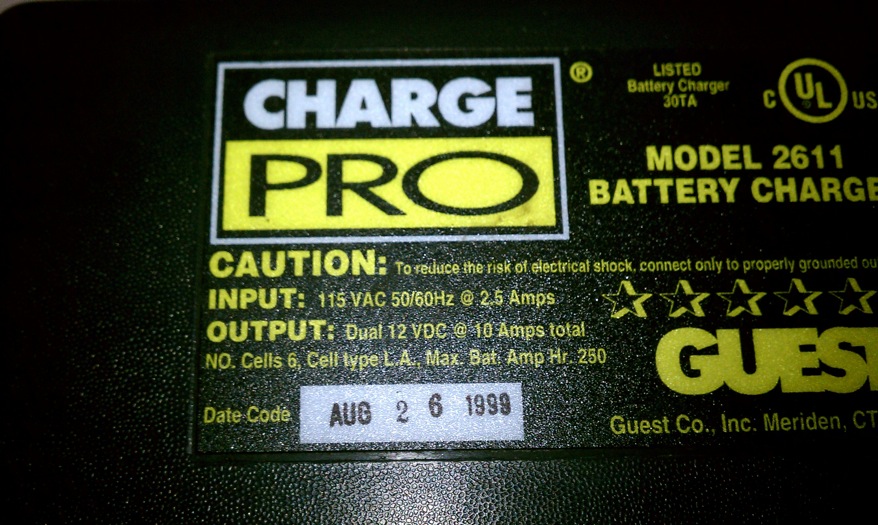 CHARGE
PRO
®
LISTED
Battery Charger
30TA
C UL US
MODEL 2611
BATTERY CHARGE
CAUTION: To reduce the risk of electrical shock, connect only to properly grounded ou
INPUT: 115 VAC 50/60Hz @ 2.5 Amps
OUTPUT: Dual 12 VDC @ 10 Amps total
NO. Cells 6, Cell type L.A., Max. Bat. Amp Hr. 250
GUEST
Date Code AUG 26 1999
Guest Co., Inc. Meriden, CT